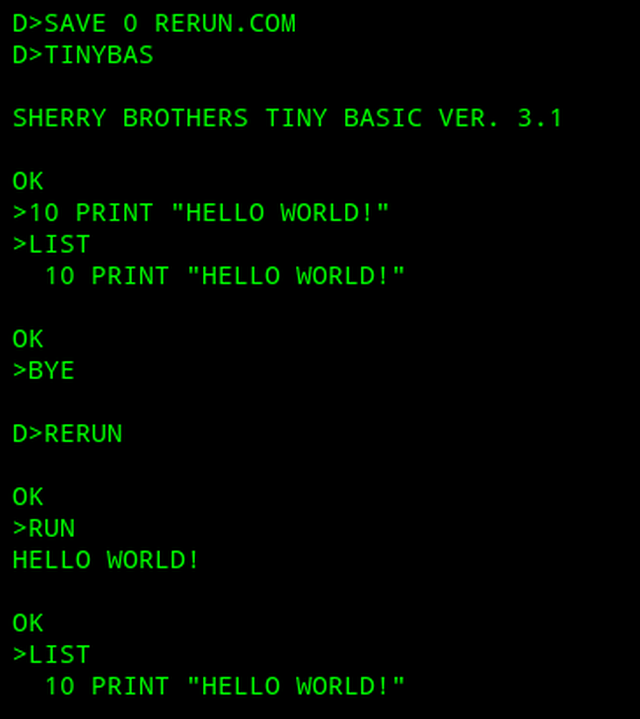 D>SAVE 0 RERUN.COM
D>TINYBAS
SHERRY BROTHERS TINY BASIC VER. 3.1
OK
>10 PRINT "HELLO WORLD!"
>LIST
  10 PRINT "HELLO WORLD!"
OK
>BYE
D>RERUN
OK
>RUN
HELLO WORLD!
OK
>LIST
  10 PRINT "HELLO WORLD!"